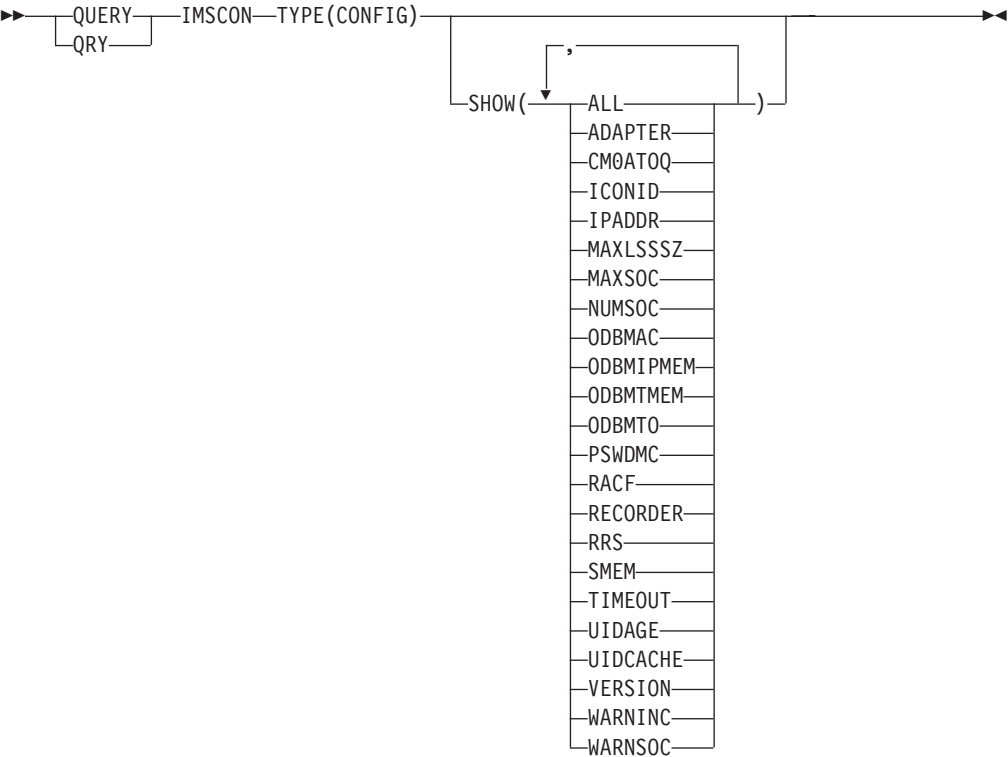 QUERY IMSCON TYPE(CONFIG)
QRY
,
SHOW( ALL )
ADAPTER
CM0ATOQ
ICONID
IPADDR
MAXLSSSZ
MAXSOC
NUMSOC
ODBMAC
ODBMIPMEM
ODBMTMEM
ODBMTO
PSWDMC
RACF
RECORDER
RRS
SMEM
TIMEOUT
UIDAGE
UIDCACHE
VERSION
WARNINC
WARNSOC